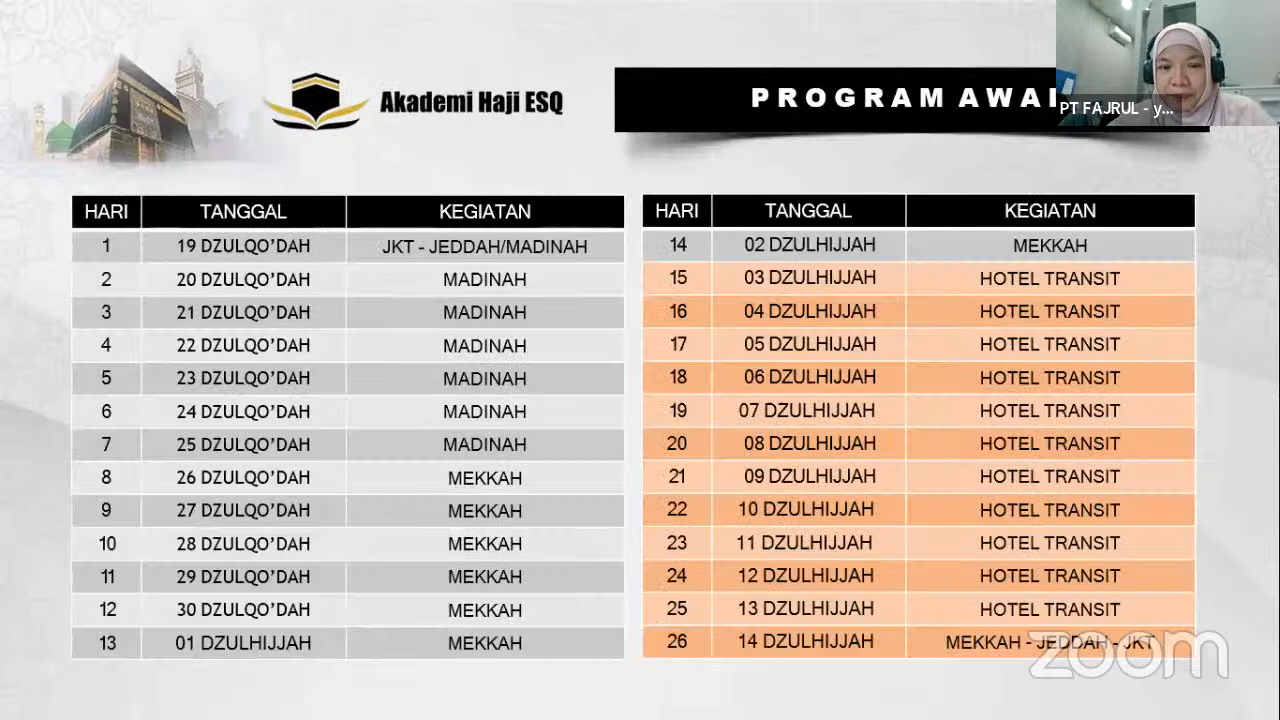 Akademi Haji ESQ
PROGRAM AWAL
PT FAJRUL - y...
HARI TANGGAL KEGIATAN
1 19 DZULQO’DAH JKT - JEDDAH/MADINAH
2 20 DZULQO’DAH MADINAH
3 21 DZULQO’DAH MADINAH
4 22 DZULQO’DAH MADINAH
5 23 DZULQO’DAH MADINAH
6 24 DZULQO’DAH MADINAH
7 25 DZULQO’DAH MADINAH
8 26 DZULQO’DAH MEKKAH
9 27 DZULQO’DAH MEKKAH
10 28 DZULQO’DAH MEKKAH
11 29 DZULQO’DAH MEKKAH
12 30 DZULQO’DAH MEKKAH
13 01 DZULHIJJAH MEKKAH
HARI TANGGAL KEGIATAN
14 02 DZULHIJJAH MEKKAH
15 03 DZULHIJJAH HOTEL TRANSIT
16 04 DZULHIJJAH HOTEL TRANSIT
17 05 DZULHIJJAH HOTEL TRANSIT
18 06 DZULHIJJAH HOTEL TRANSIT
19 07 DZULHIJJAH HOTEL TRANSIT
20 08 DZULHIJJAH HOTEL TRANSIT
21 09 DZULHIJJAH HOTEL TRANSIT
22 10 DZULHIJJAH HOTEL TRANSIT
23 11 DZULHIJJAH HOTEL TRANSIT
24 12 DZULHIJJAH HOTEL TRANSIT
25 13 DZULHIJJAH HOTEL TRANSIT
26 14 DZULHIJJAH MEKKAH - JEDDAH - JKT
zoom